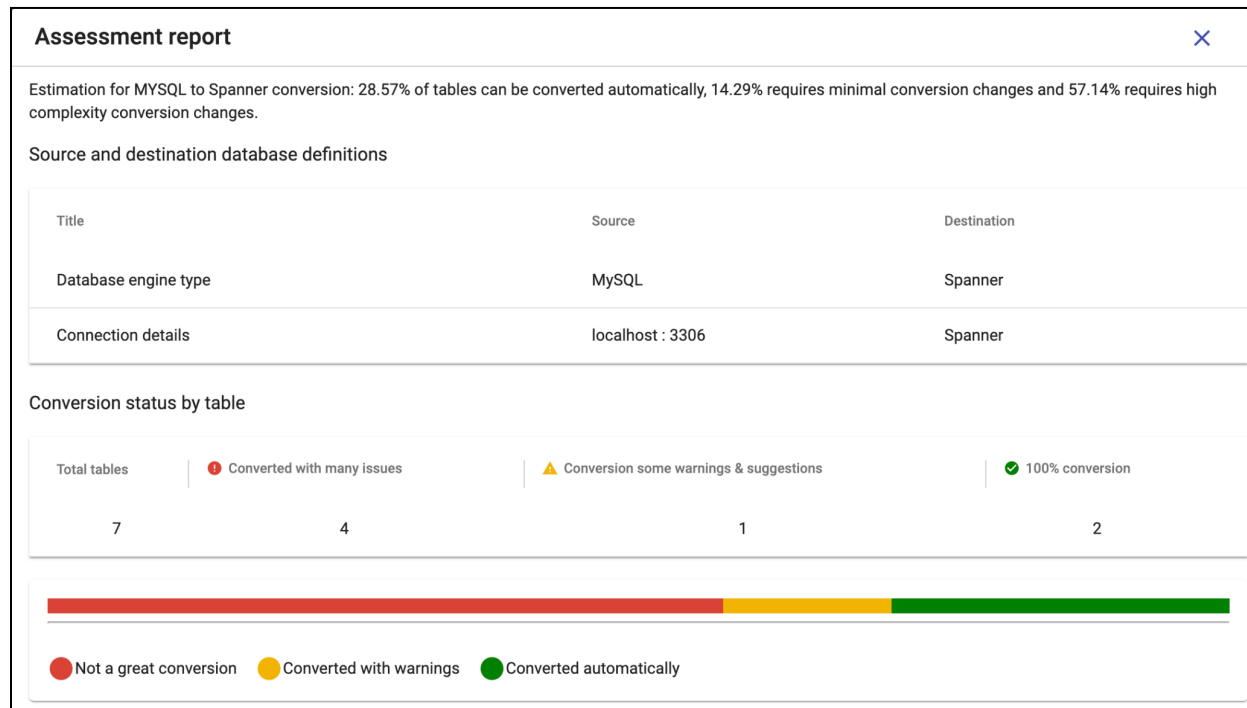 Assessment report
Estimation for MYSQL to Spanner conversion: 28.57% of tables can be converted automatically, 14.29% requires minimal conversion changes and 57.14% requires high
complexity conversion changes.
Source and destination database definitions
Title Source Destination
Database engine type MySQL Spanner
Connection details localhost : 3306 Spanner
Conversion status by table
Total tables Converted with many issues Conversion some warnings & suggestions 100% conversion
7 4 1 2
Not a great conversion Converted with warnings Converted automatically